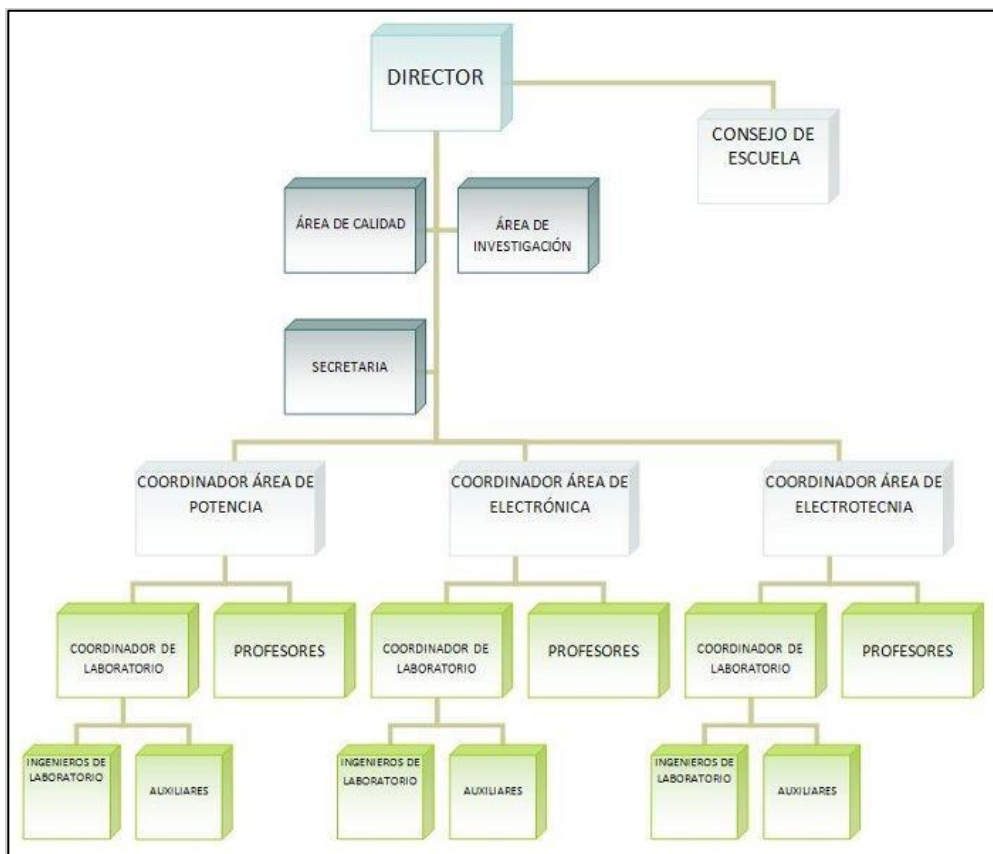 DIRECTOR
CONSEJO DE
ESCUELA
ÁREA DE CALIDAD
ÁREA DE
INVESTIGACIÓN
SECRETARIA
COORDINADOR ÁREA DE
POTENCIA
COORDINADOR ÁREA DE
ELECTRÓNICA
COORDINADOR ÁREA DE
ELECTROTECNIA
COORDINADOR DE
LABORATORIO
PROFESORES
COORDINADOR DE
LABORATORIO
PROFESORES
COORDINADOR DE
LABORATORIO
PROFESORES
INGENIEROS DE
LABORATORIO
AUXILIARES
INGENIEROS DE
LABORATORIO
AUXILIARES
INGENIEROS DE
LABORATORIO
AUXILIARES